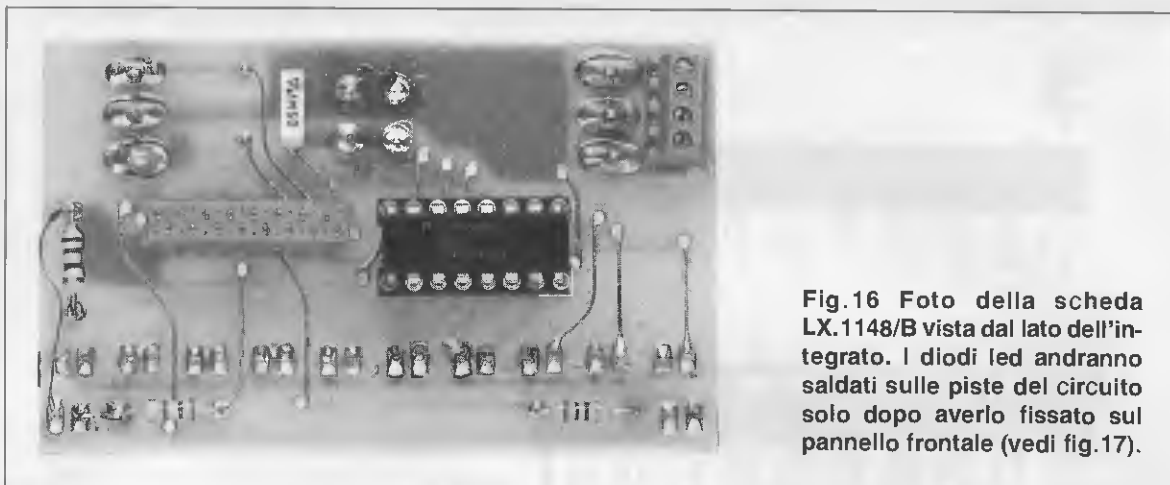 Fig.16 Foto della scheda
LX.1148/B vista dal lato dell'in-
tegrato. I diodi led andranno
saldati sulle piste del circuito
solo dopo averlo fissato sul
pannello frontale (vedi fig.17).